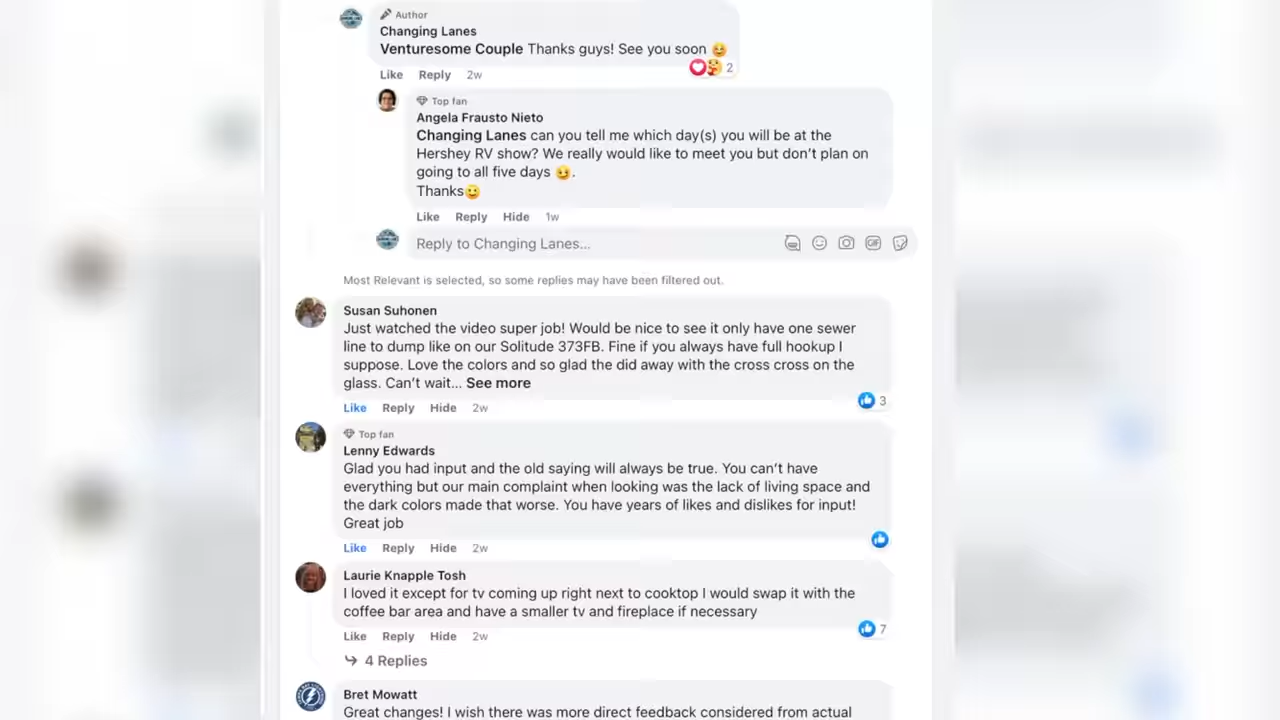 Author
Changing Lanes
Venturesome Couple Thanks guys! See you soon 😆
Like Reply 2w
2
Top fan
Angela Frausto Nieto
Changing Lanes can you tell me which day(s) you will be at the
Hershey RV show? We really would like to meet you but don't plan on
going to all five days 😉.
Thanks🙂
Like Reply Hide 1w
Reply to Changing Lanes...
GIF
Most Relevant is selected, so some replies may have been filtered out.
Susan Suhonen
Just watched the video super job! Would be nice to see it only have one sewer
line to dump like on our Solitude 373FB. Fine if you always have full hookup I
suppose. Love the colors and so glad the did away with the cross cross on the
glass. Can't wait... See more
3
Like Reply Hide 2w
Top fan
Lenny Edwards
Glad you had input and the old saying will always be true. You can't have
everything but our main complaint when looking was the lack of living space and
the dark colors made that worse. You have years of likes and dislikes for input!
Great job
Like Reply Hide 2w
Laurie Knapple Tosh
I loved it except for tv coming up right next to cooktop I would swap it with the
coffee bar area and have a smaller tv and fireplace if necessary
7
Like Reply Hide 2w
4 Replies
Bret Mowatt
Great changes! I wish there was more direct feedback considered from actual